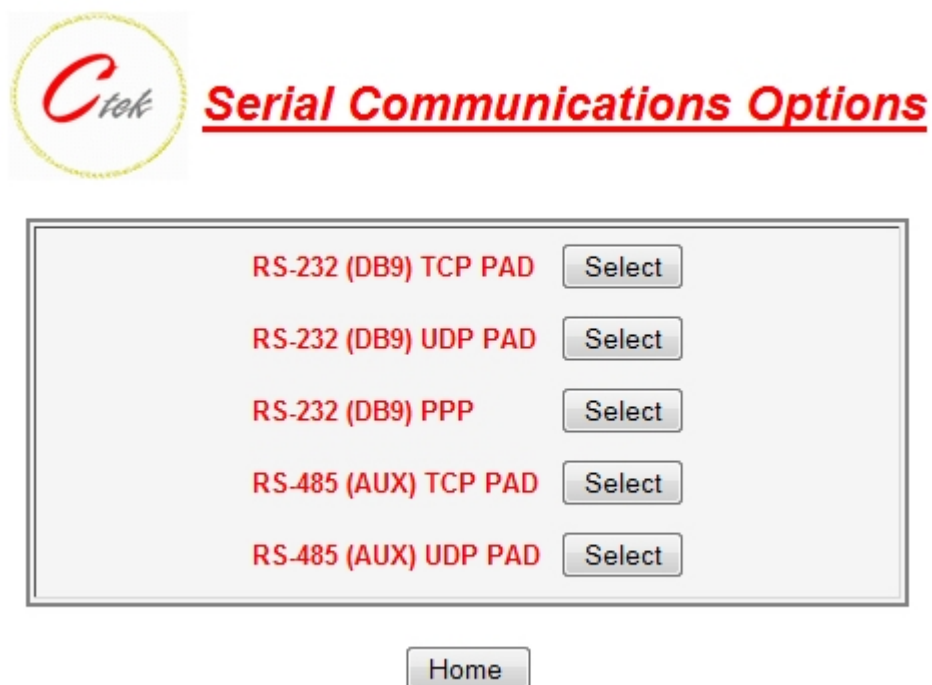 Ctek
Serial Communications Options
RS-232 (DB9) TCP PAD Select
RS-232 (DB9) UDP PAD Select
RS-232 (DB9) PPP Select
RS-485 (AUX) TCP PAD Select
RS-485 (AUX) UDP PAD Select
Home